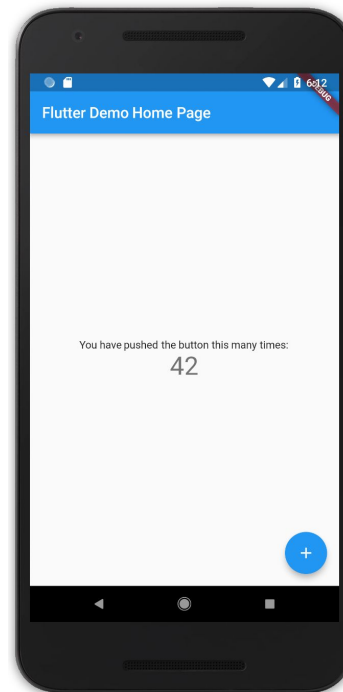 6:12
DEBUG
Flutter Demo Home Page
You have pushed the button this many times:
42
+